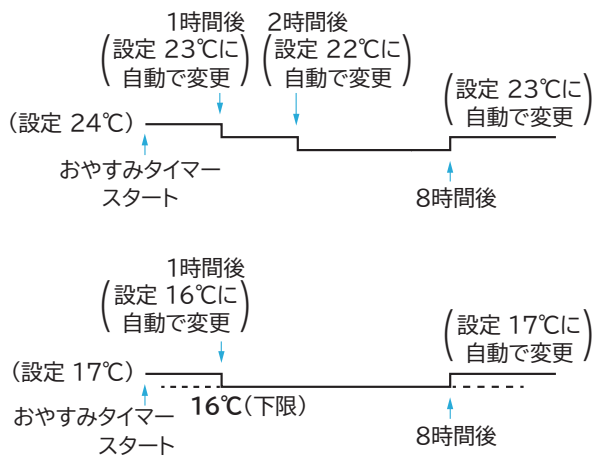 1時間後
(設定 23℃に
自動で変更)
2時間後
(設定 22℃に
自動で変更)
(設定 23℃に
自動で変更)
(設定 24℃)
おやすみタイマー
スタート
8時間後
1時間後
(設定 16℃に
自動で変更)
(設定 17℃に
自動で変更)
(設定 17℃)
16℃(下限)
おやすみタイマー
スタート
8時間後